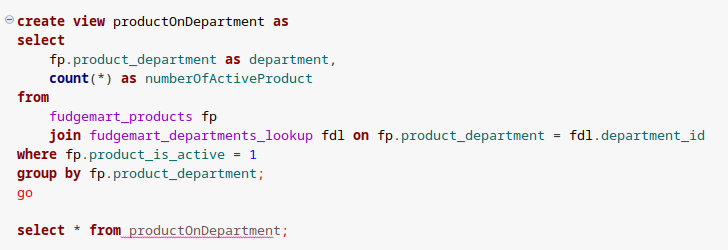 create view productOnDepartment as
select
fp.product_department as department,
count(*) as numberOfActiveProduct
from
fudgemart_products fp
join fudgemart_departments_lookup fdl on fp.product_department = fdl.department_id
where fp.product_is_active = 1
group by fp.product_department;
go
select * from productOnDepartment;